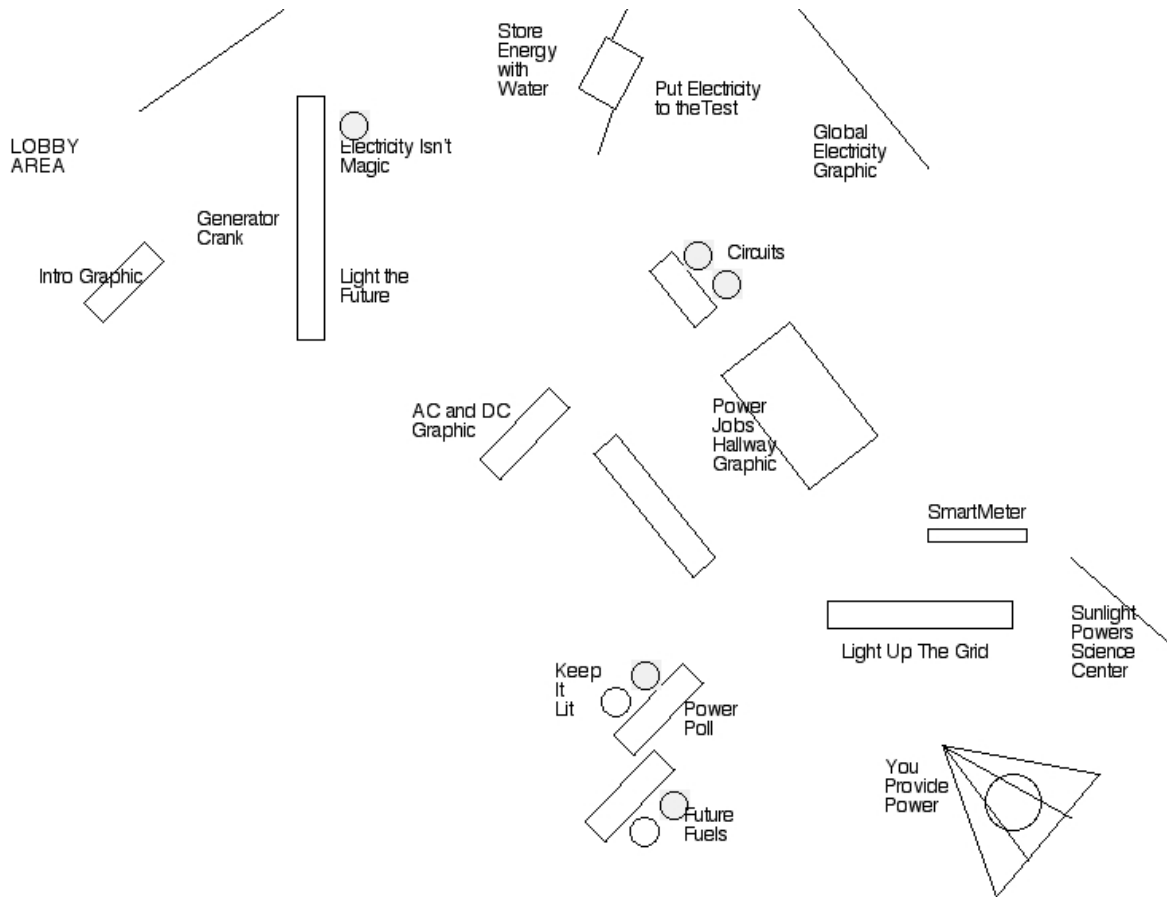 Store
Energy
with
Water
Put Electricity
to the Test
Global
Electricity
Graphic
LOBBY
AREA
Electricity Isn't
Magic
Generator
Crank
Intro Graphic
Light the
Future
Circuits
AC and DC
Graphic
Power
Jobs
Hallway
Graphic
SmartMeter
Sunlight
Powers
Science
Center
Light Up The Grid
Keep
It
Lit
Power
Poll
You
Provide
Power
Future
Fuels